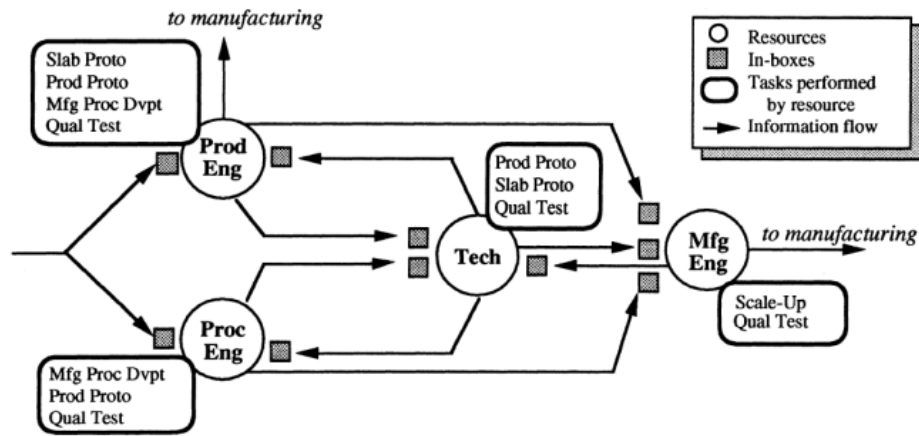 to manufacturing
Slab Proto
Prod Proto
Mfg Proc Dvpt
Qual Test
Prod
Eng
Resources
In-boxes
Tasks performed
by resource
Information flow
Prod Proto
Slab Proto
Qual Test
Tech
Mfg
Eng
to manufacturing
Scale-Up
Qual Test
Proc
Eng
Mfg Proc Dvpt
Prod Proto
Qual Test